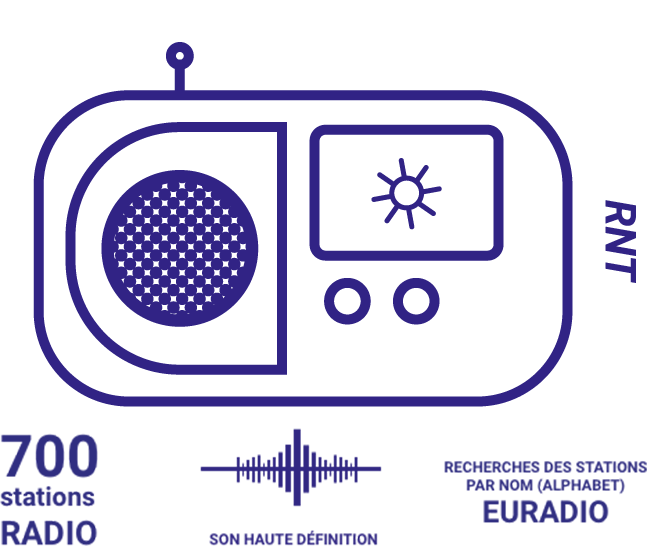 RNT
700
stations
RADIO
SON HAUTE DÉFINITION
RECHERCHES DES STATIONS
PAR NOM (ALPHABET)
EURADIO